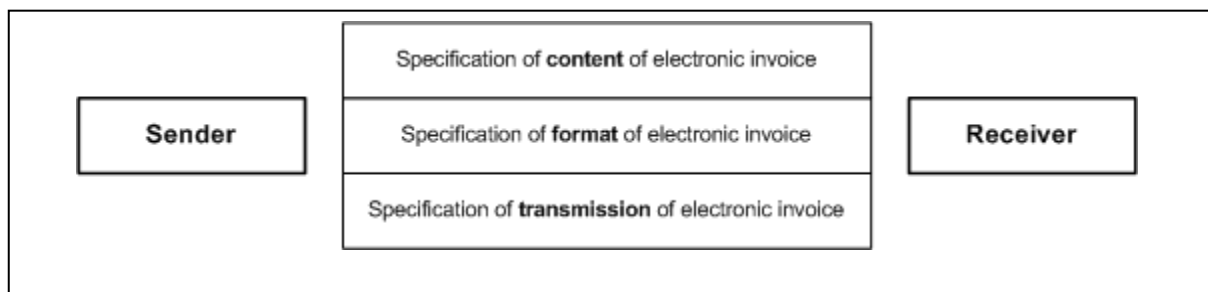 Specification of content of electronic invoice
Sender
Specification of format of electronic invoice
Receiver
Specification of transmission of electronic invoice